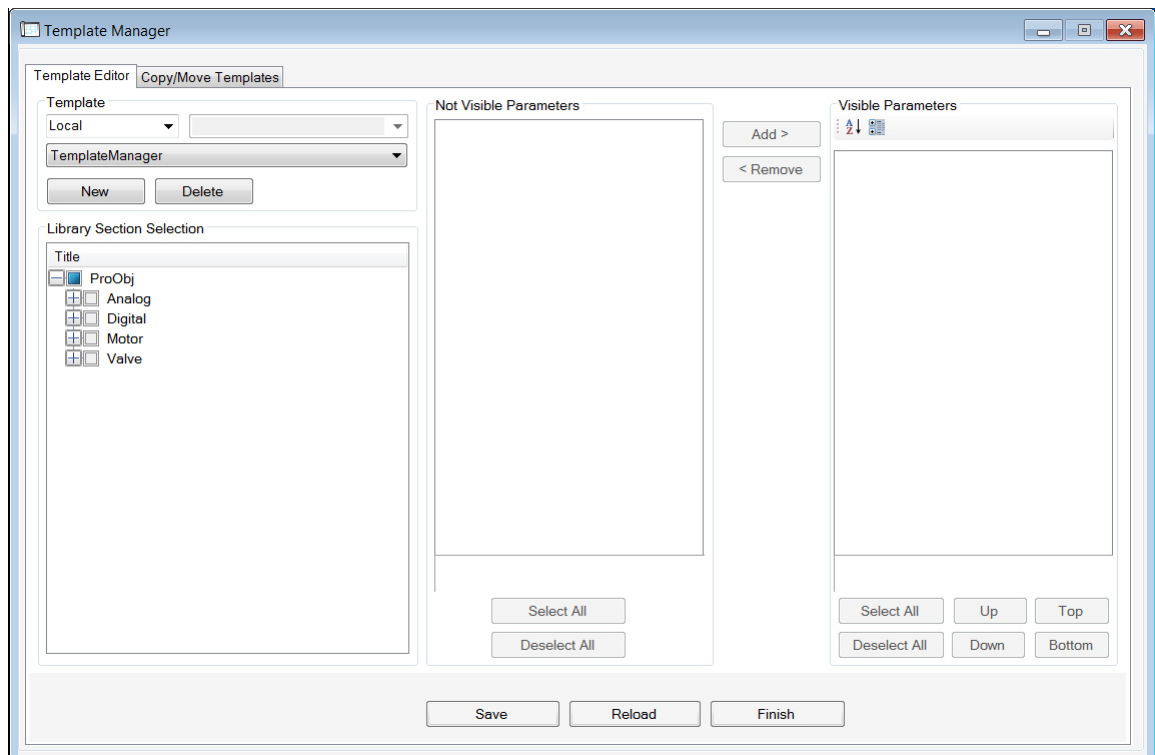 Template Manager
Template Editor
Copy/Move Templates
Template
Local
TemplateManager
New
Delete
Library Section Selection
Title
ProObj
Analog
Digital
Motor
Valve
Not Visible Parameters
Add >
< Remove
Select All
Deselect All
Visible Parameters
A
Z
Select All
Up
Top
Deselect All
Down
Bottom
Save
Reload
Finish